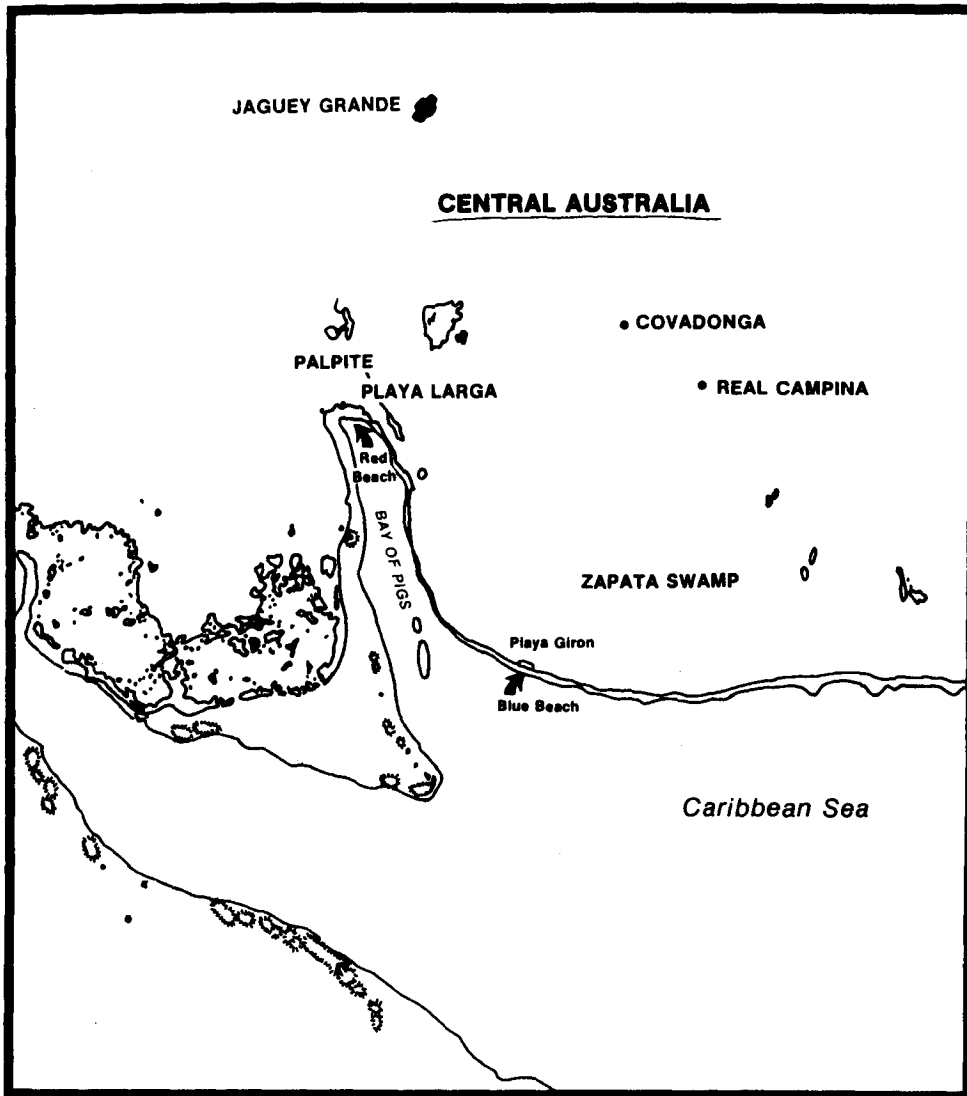 JAGUEY GRANDE
CENTRAL AUSTRALIA
COVADONGA
PALPITE
PLAYA LARGA
REAL CAMPINA
Red
Beach
BAY OF PIGS
ZAPATA SWAMP
Playa Giron
Blue Beach
Caribbean Sea